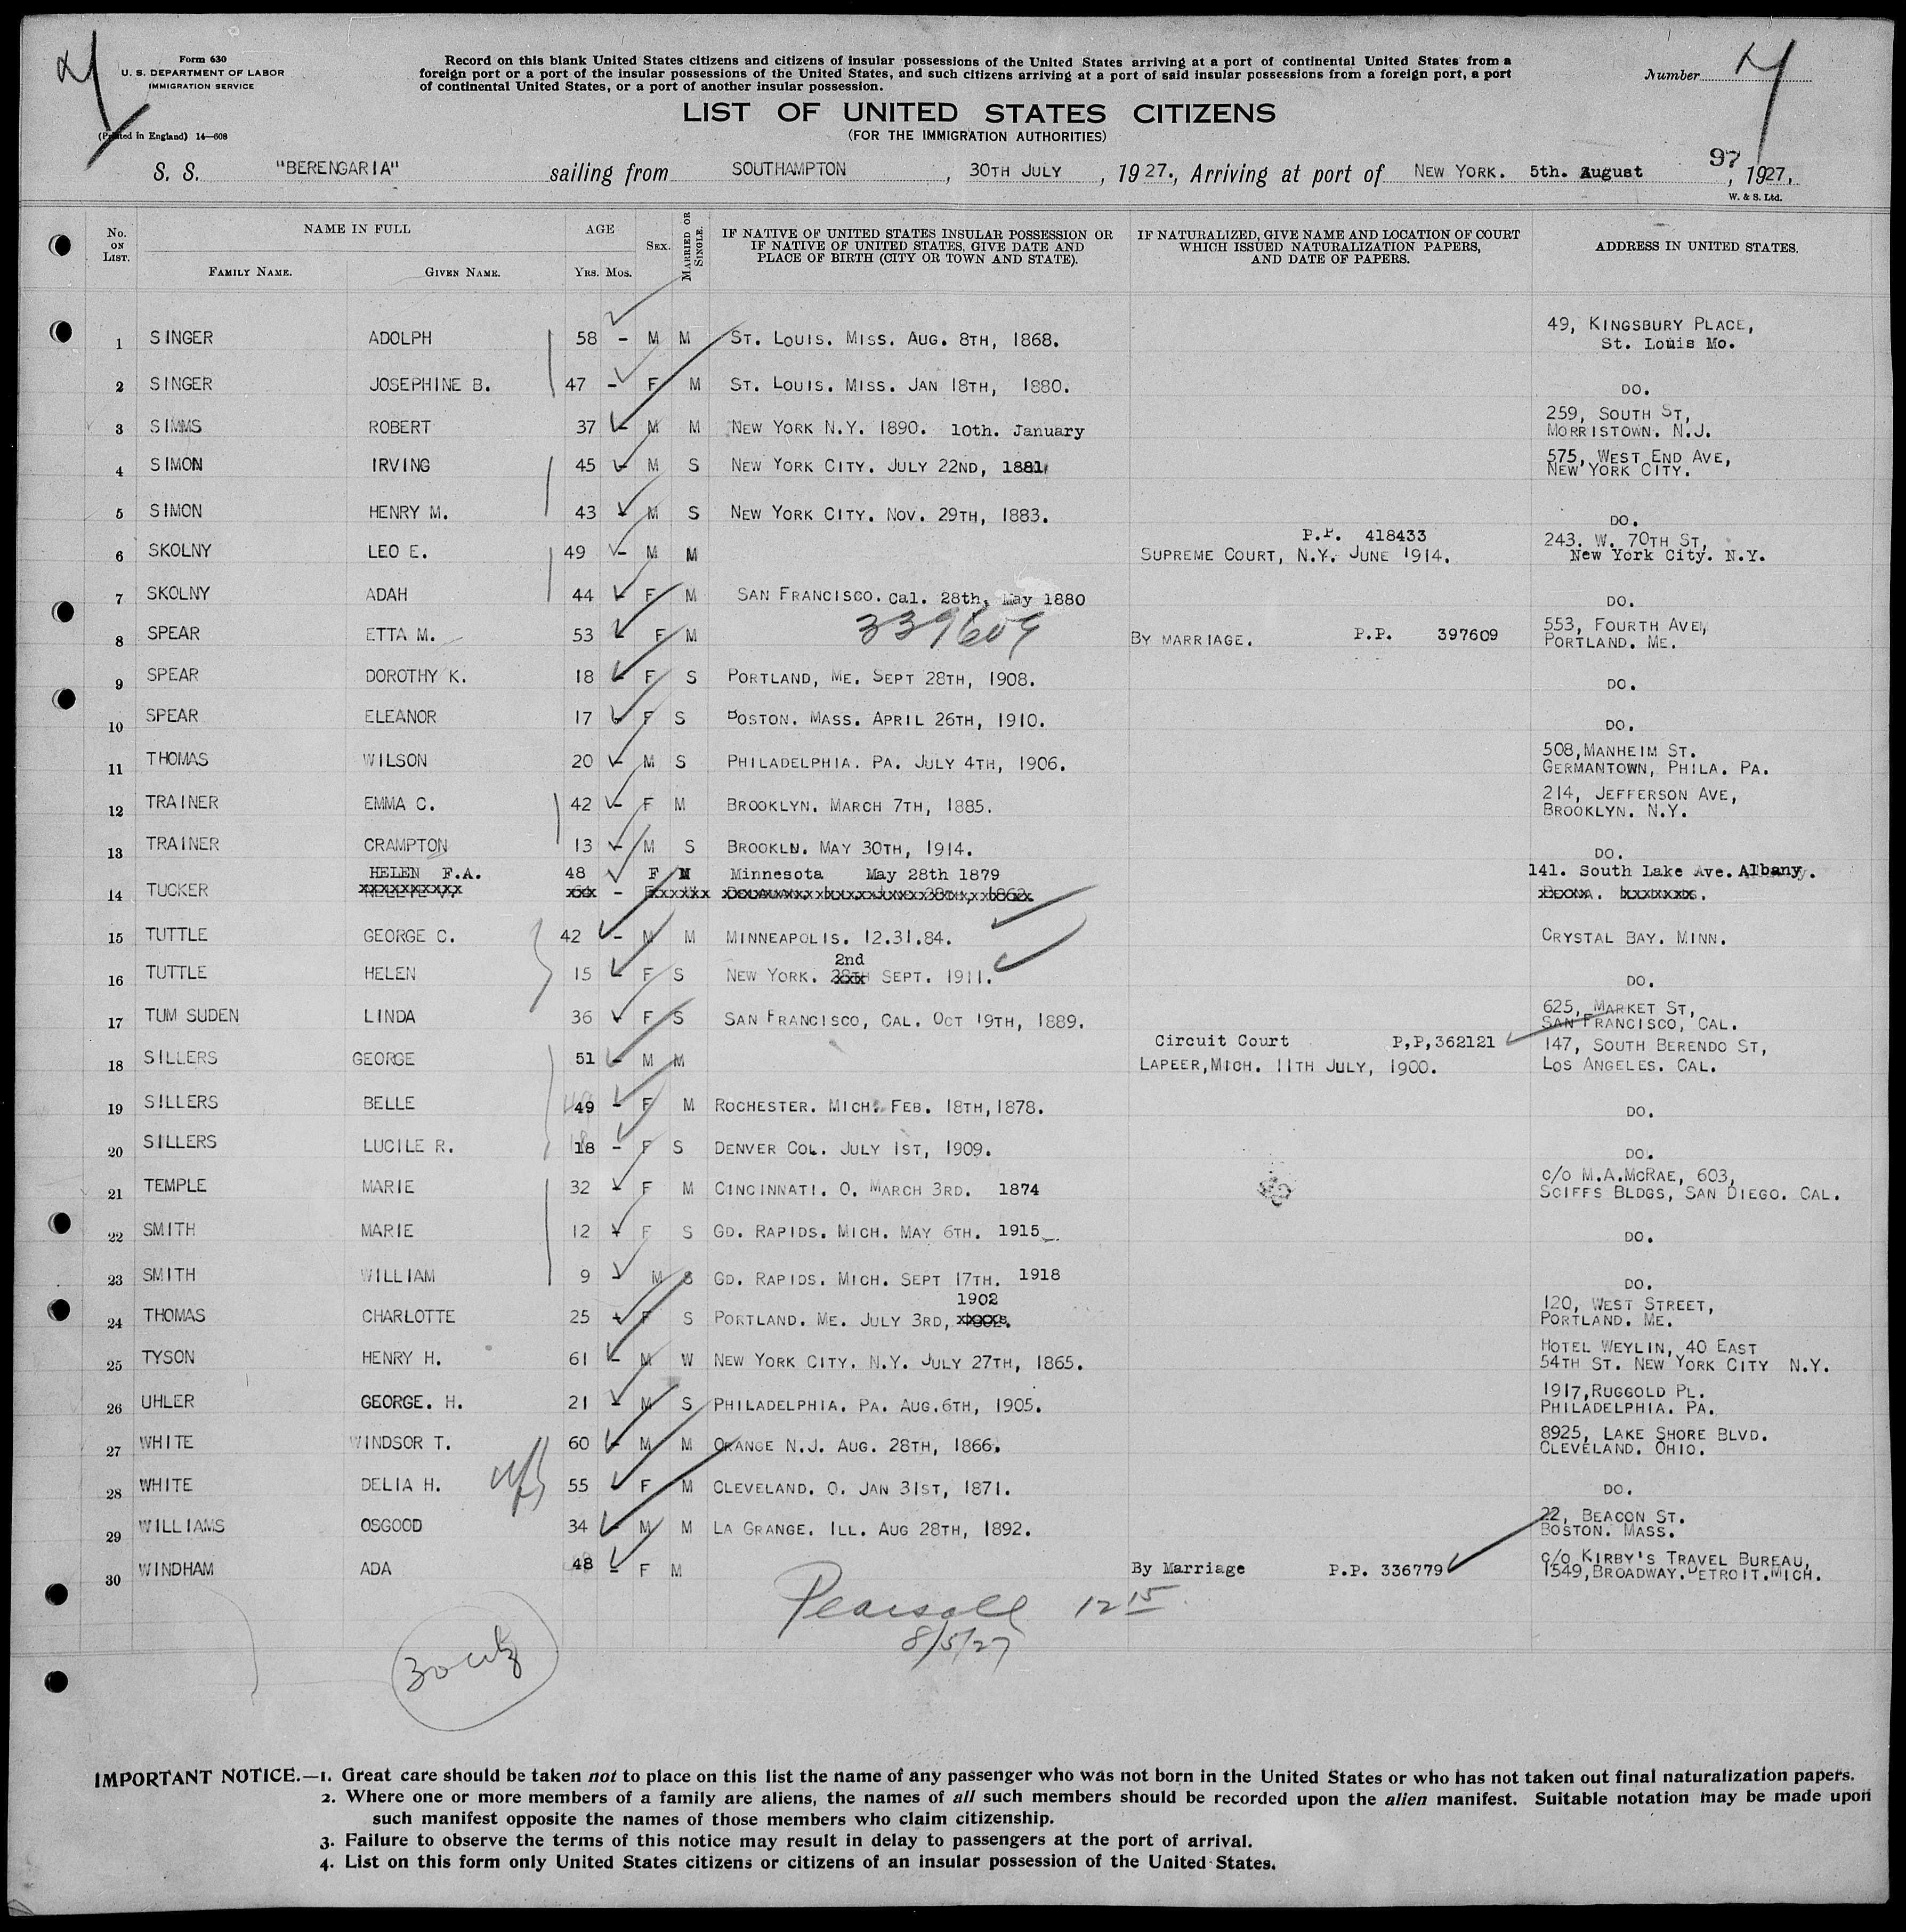 Form 630
U. S. DEPARTMENT OF LABOR
IMMIGRATION SERVICE
(Printed in England) 14—608
Record on this blank United States citizens and citizens of insular possessions of the United States arriving at a port of continental United States from a
foreign port or a port of the insular possessions of the United States, and such citizens arriving at a port of said insular possessions from a foreign port, a port
of continental United States, or a port of another insular possession.
Number
LIST OF UNITED STATES CITIZENS
(FOR THE IMMIGRATION AUTHORITIES)
97
S. S. "BERENGARIA" sailing from SOUTHAMPTON, 30TH JULY, 1927., Arriving at port of NEW YORK. 5th. August, 1927,
W. & S. Ltd.
No. ON LIST. NAME IN FULL FAMILY NAME. GIVEN NAME. AGE YRS. MOS. SEX. MARRIED OR SINGLE. IF NATIVE OF UNITED STATES INSULAR POSSESSION OR IF NATIVE OF UNITED STATES, GIVE DATE AND PLACE OF BIRTH (CITY OR TOWN AND STATE). IF NATURALIZED, GIVE NAME AND LOCATION OF COURT WHICH ISSUED NATURALIZATION PAPERS, AND DATE OF PAPERS. ADDRESS IN UNITED STATES.
1 SINGER ADOLPH 58 – M M ST. LOUIS. MISS. AUG. 8TH, 1868. 49, KINGSBURY PLACE, St. Louis Mo.
2 SINGER JOSEPHINE B. 47 – F M ST. LOUIS. MISS. JAN 18TH, 1880. DO.
3 SIMMS ROBERT 37 – M M NEW YORK N.Y. 1890. 10th. January 259, SOUTH ST, MORRISTOWN. N.J.
4 SIMON IRVING 45 – M S NEW YORK CITY. JULY 22ND, 1881 575, WEST END AVE, NEW YORK CITY.
5 SIMON HENRY M. 43 – M S NEW YORK CITY. NOV. 29TH, 1883. DO.
6 SKOLNY LEO E. 49 – M M P.P. 418433 SUPREME COURT, N.Y. JUNE 1914. 243. W. 70TH ST, New York City. N.Y.
7 SKOLNY ADAH 44 – F M SAN FRANCISCO. Cal. 28th, May 1880 DO.
8 SPEAR ETTA M. 53 – F M 339609 BY MARRIAGE. P.P. 397609 553, FOURTH AVE, PORTLAND. ME.
9 SPEAR DOROTHY K. 18 – F S PORTLAND, ME. SEPT 28TH, 1908. DO.
10 SPEAR ELEANOR 17 – F S BOSTON. MASS. APRIL 26TH, 1910. DO.
11 THOMAS WILSON 20 – M S PHILADELPHIA. PA. JULY 4TH, 1906. 508, MANHEIM ST. GERMANTOWN, PHILA. PA.
12 TRAINER EMMA C. 42 – F M BROOKLYN. MARCH 7TH, 1885. 214, JEFFERSON AVE, BROOKLYN. N.Y.
13 TRAINER CRAMPTON 13 – M S BROOKLN. MAY 30TH, 1914. DO.
14 TUCKER HELEN F.A. 48 – F M Minnesota May 28th 1879 141. South Lake Ave. Albany.
15 TUTTLE GEORGE C. 42 – M M MINNEAPOLIS. 12.31.84. CRYSTAL BAY. MINN.
16 TUTTLE HELEN 15 – F S NEW YORK. 2nd SEPT. 1911. DO.
17 TUM SUDEN LINDA 36 – F S SAN FRANCISCO, CAL. OCT 19TH, 1889. 625, MARKET ST, SAN FRANCISCO, CAL.
18 SILLERS GEORGE 51 – M M Circuit Court P,P,362121 LAPEER, MICH. 11TH JULY, 1900. 147, SOUTH BERENDO ST, LOS ANGELES. CAL.
19 SILLERS BELLE 49 – F M ROCHESTER. MICH. FEB. 18TH, 1878. DO.
20 SILLERS LUCILE R. 18 – F S DENVER COL. JULY 1ST, 1909. DO.
21 TEMPLE MARIE 32 – F M CINCINNATI. O. MARCH 3RD. 1874 c/o M.A.MCRAE, 603, SCIFFS BLDGS, SAN DIEGO. CAL.
22 SMITH MARIE 12 – F S GD. RAPIDS. MICH. MAY 6TH. 1915 DO.
23 SMITH WILLIAM 9 – M S GD. RAPIDS. MICH. SEPT 17TH. 1918 DO.
24 THOMAS CHARLOTTE 25 – F S PORTLAND. ME. JULY 3RD, 1902 120, WEST STREET, PORTLAND. ME.
25 TYSON HENRY H. 61 – M W NEW YORK CITY. N.Y. JULY 27TH, 1865. HOTEL WEYLIN, 40 EAST 54TH ST. NEW YORK CITY N.Y.
26 UHLER GEORGE. H. 21 – M S PHILADELPHIA. PA. AUG.6TH, 1905. 1917, RUGGOLD PL. PHILADELPHIA. PA.
27 WHITE WINDSOR T. 60 – M M ORANGE N.J. AUG. 28TH, 1866. 8925, LAKE SHORE BLVD. CLEVELAND. OHIO.
28 WHITE DELIA H. 55 – F M CLEVELAND. O. JAN 31ST, 1871. DO.
29 WILLIAMS OSGOOD 34 – M M LA GRANGE. ILL. AUG 28TH, 1892. 22, BEACON ST. BOSTON. MASS.
30 WINDHAM ADA 48 – F M By Marriage P.P. 336779 c/o KIRBY'S TRAVEL BUREAU, 1549, BROADWAY. DETROIT. MICH.
Pearsall 12 15
8/5/27
IMPORTANT NOTICE.—1. Great care should be taken not to place on this list the name of any passenger who was not born in the United States or who has not taken out final naturalization papers.
2. Where one or more members of a family are aliens, the names of all such members should be recorded upon the alien manifest. Suitable notation may be made upon
such manifest opposite the names of those members who claim citizenship.
3. Failure to observe the terms of this notice may result in delay to passengers at the port of arrival.
4. List on this form only United States citizens or citizens of an insular possession of the United States.